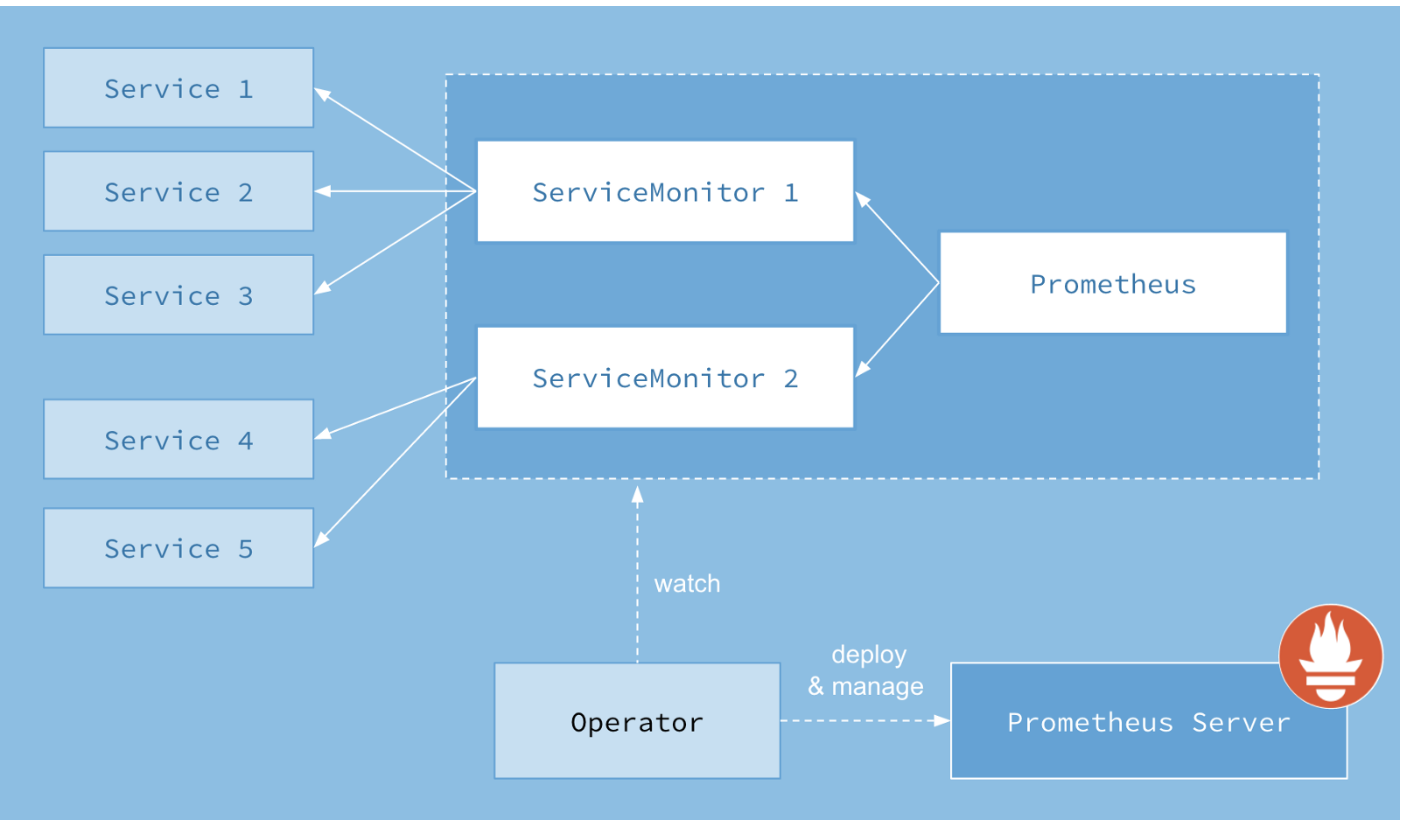 Service 1
Service 2
Service 3
Service 4
Service 5
ServiceMonitor 1
ServiceMonitor 2
Prometheus
watch
deploy
& manage
Operator
Prometheus Server